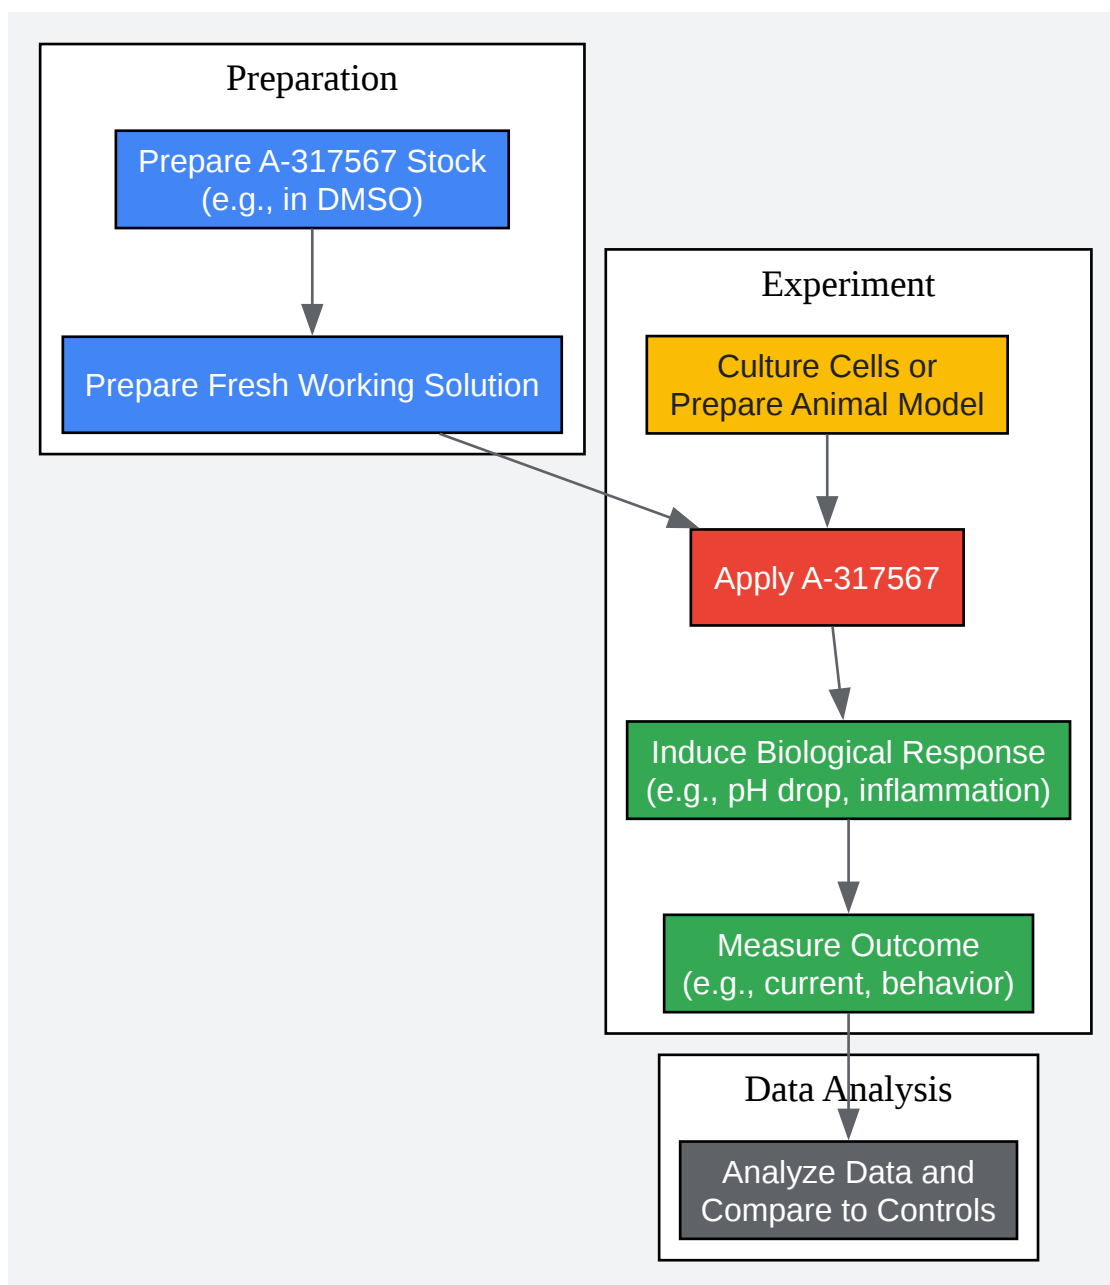 Preparation
Prepare A-317567 Stock
(e.g., in DMSO)
Prepare Fresh Working Solution
Experiment
Culture Cells or
Prepare Animal Model
Apply A-317567
Induce Biological Response
(e.g., pH drop, inflammation)
Measure Outcome
(e.g., current, behavior)
Data Analysis
Analyze Data and
Compare to Controls